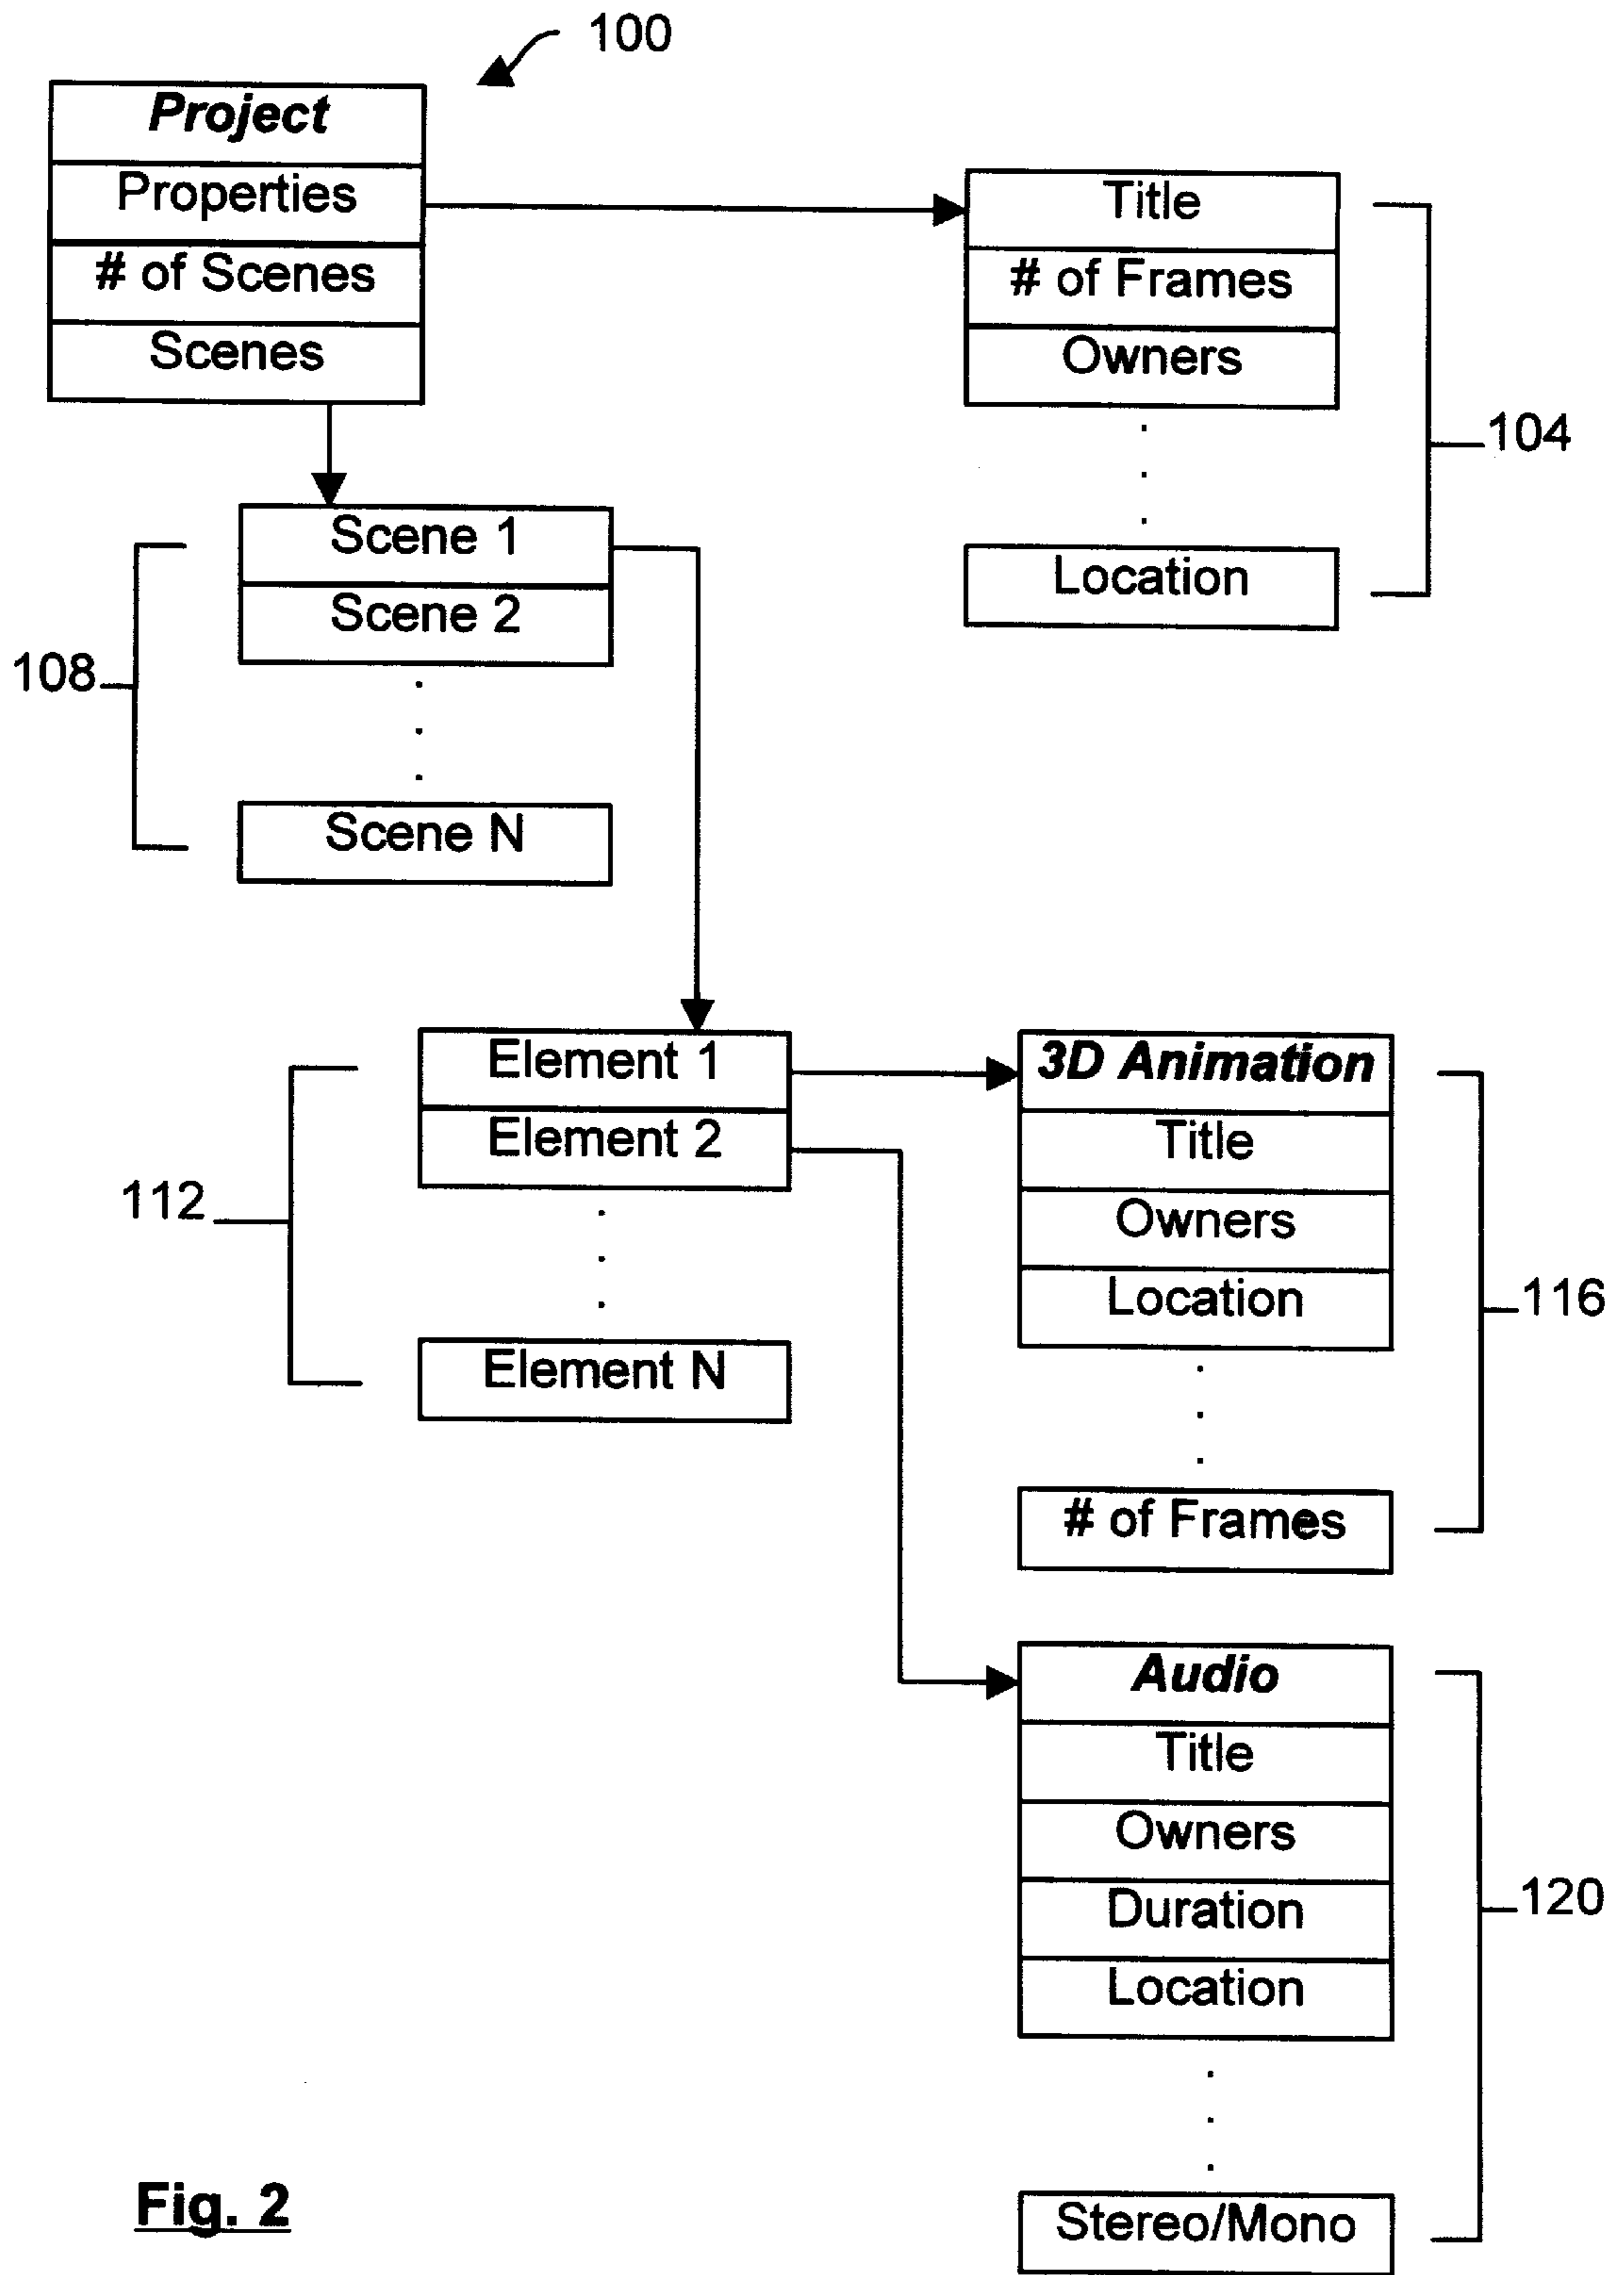 100
Project
Properties
# of Scenes
Scenes
Title
# of Frames
Owners
Location
104
Scene 1
Scene 2
Scene N
108
Element 1
Element 2
Element N
112
3D Animation
Title
Owners
Location
# of Frames
116
Audio
Title
Owners
Duration
Location
Stereo/Mono
120
Fig. 2